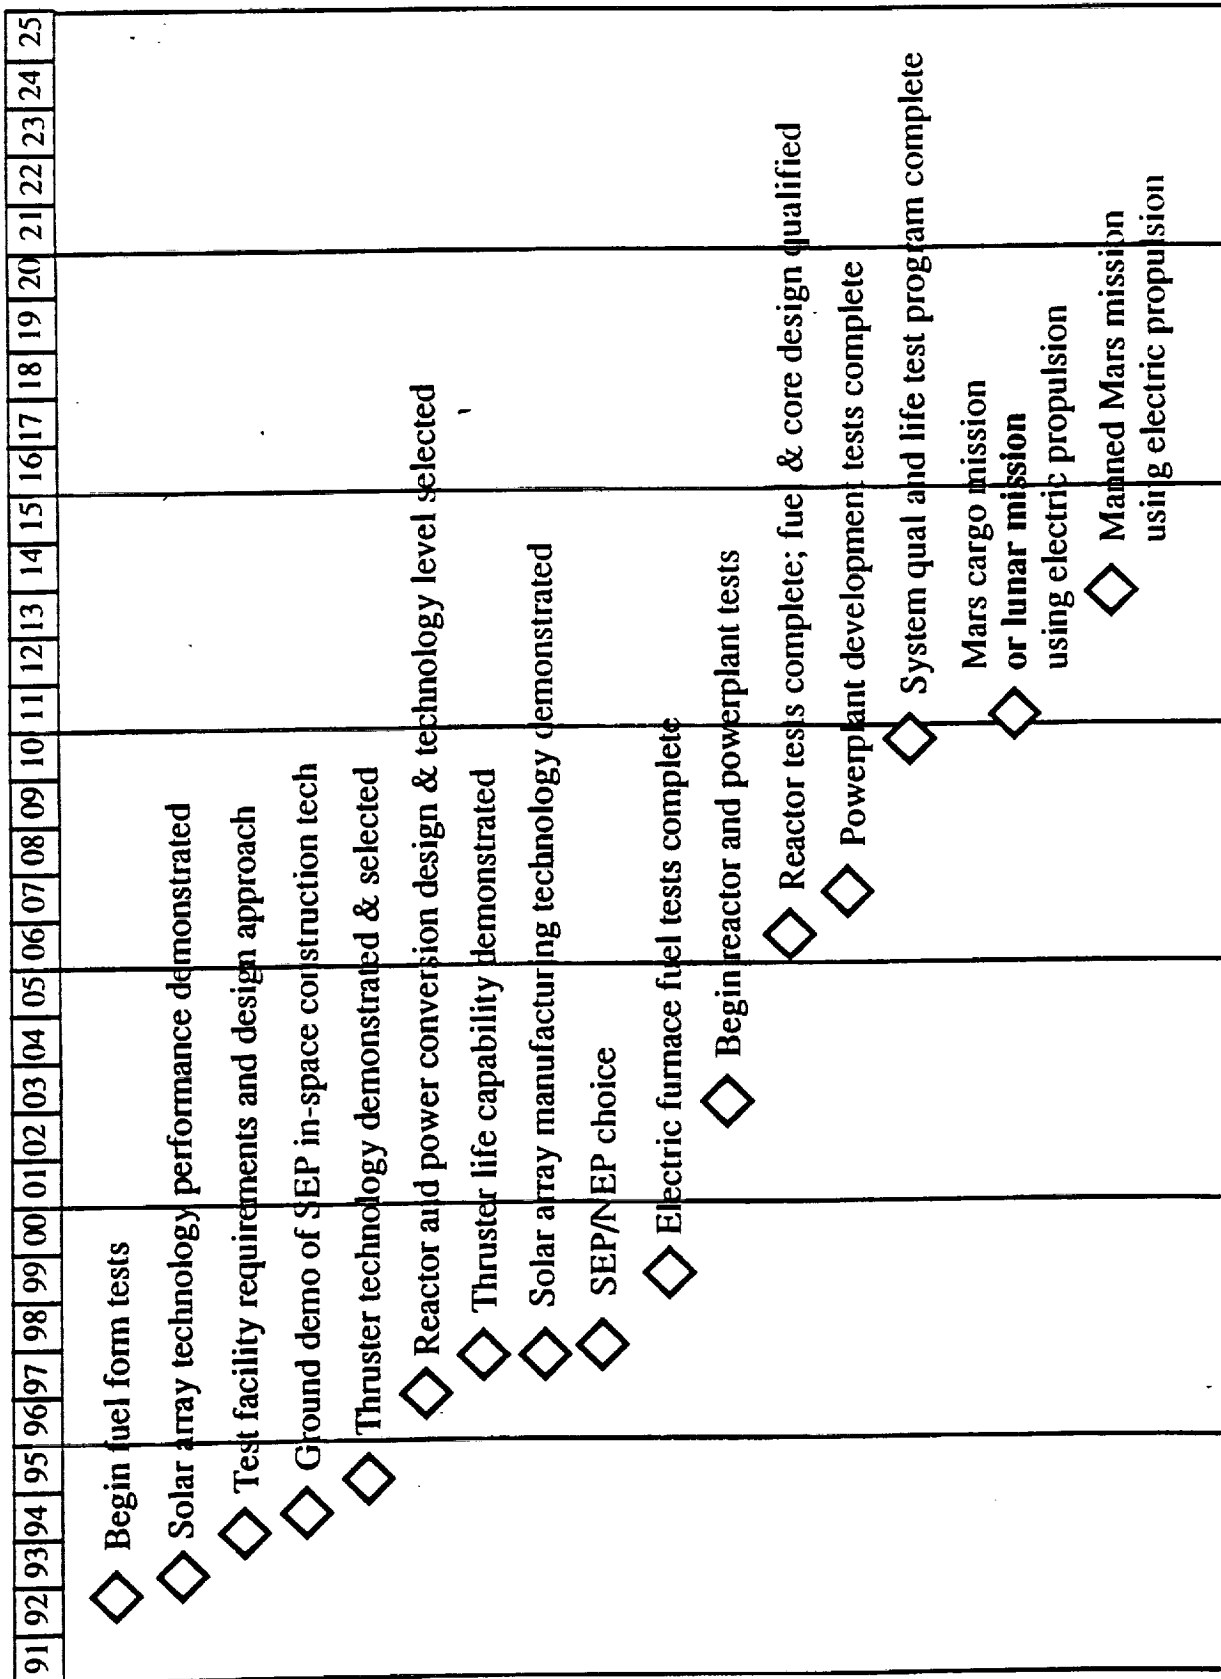 91 92 93 94 95 96 97 98 99 00 01 02 03 04 05 06 07 08 09 10 11 12 13 14 15 16 17 18 19 20 21 22 23 24 25
Begin fuel form tests
Solar array technology performance demonstrated
Test facility requirements and design approach
Ground demo of SEP in-space construction tech
Thruster technology demonstrated & selected
Reactor and power conversion design & technology level selected
Thruster life capability demonstrated
Solar array manufacturing technology demonstrated
SEP/NEP choice
Electric furnace fuel tests complete
Begin reactor and powerplant tests
Reactor tests complete; fuel & core design qualified
Powerplant development tests complete
System qual and life test program complete
Mars cargo mission
or lunar mission
using electric propulsion
Manned Mars mission
using electric propulsion